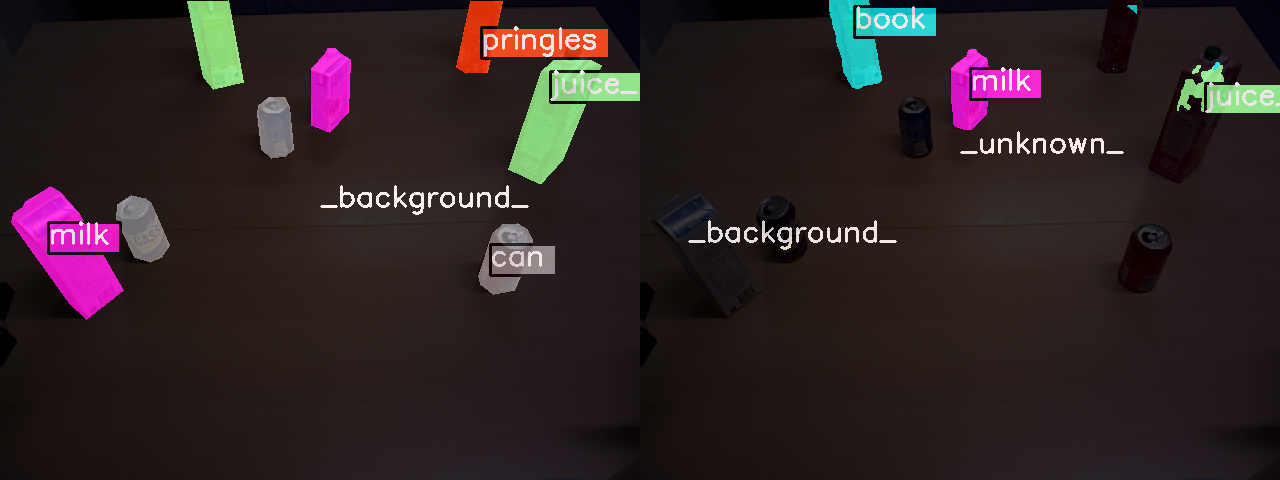 pringles
juice_
_background_
milk
can
book
milk
juice_
_unknown_
_background_